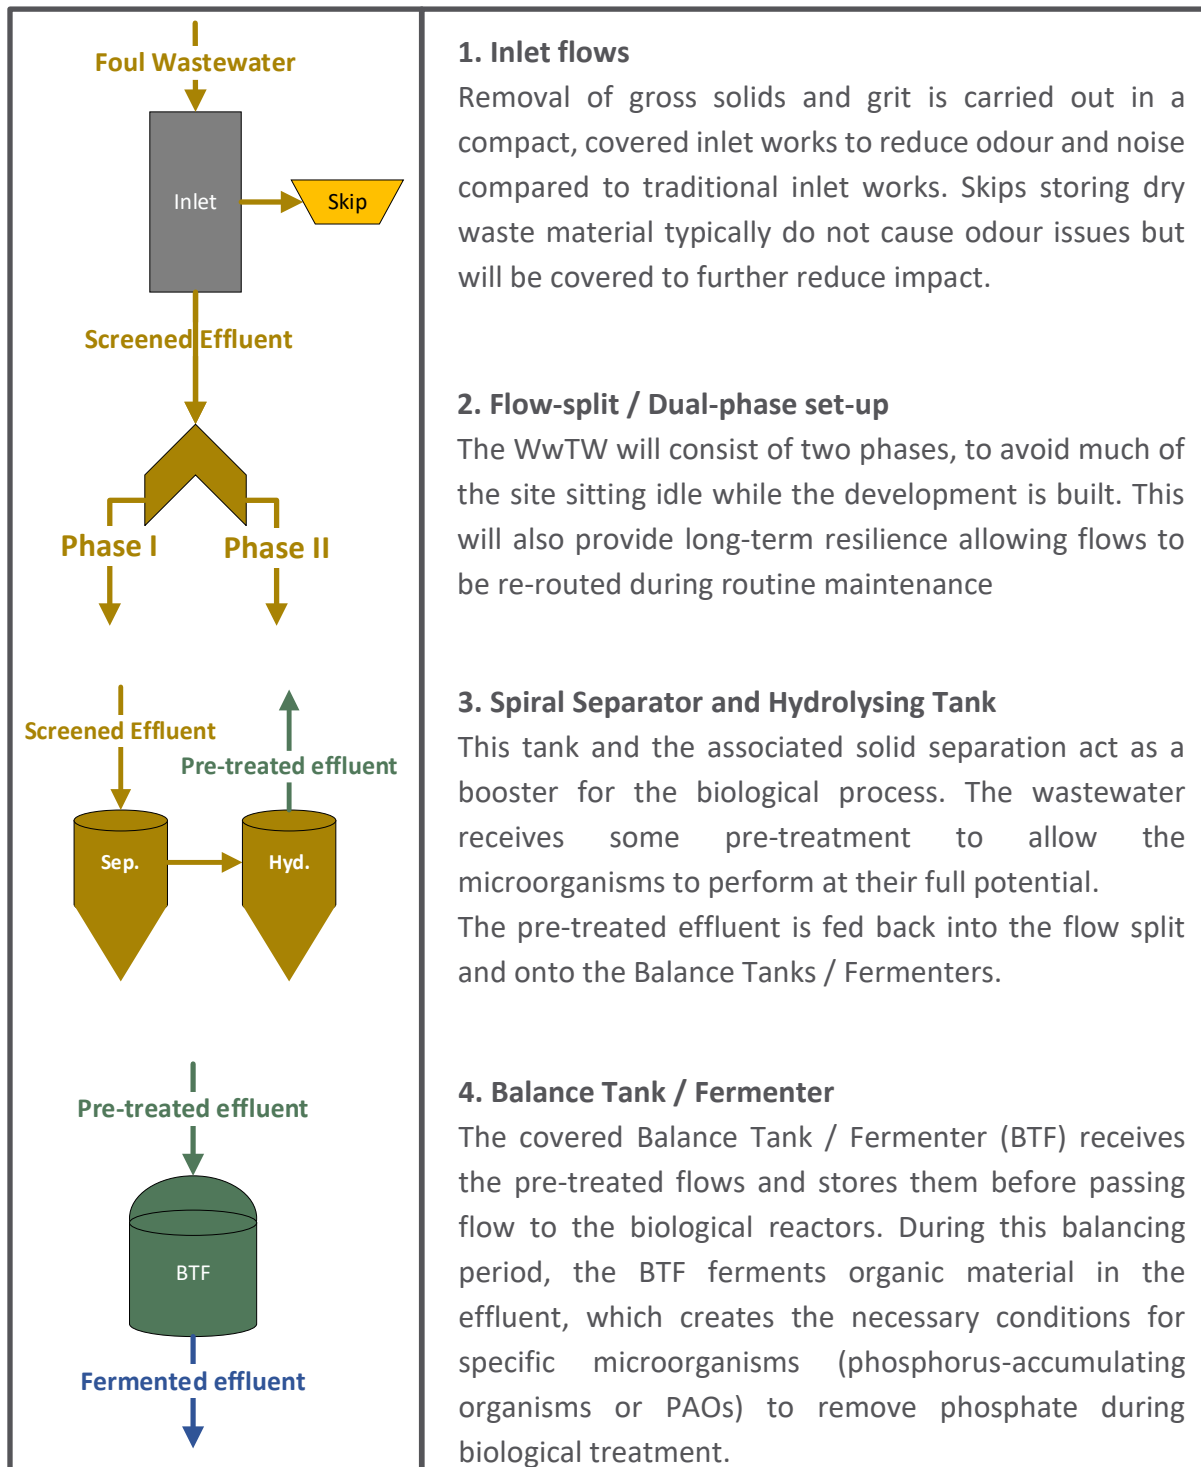 Foul Wastewater
Inlet
Skip
Screened Effluent
1. Inlet flows
Removal of gross solids and grit is carried out in a
compact, covered inlet works to reduce odour and noise
compared to traditional inlet works. Skips storing dry
waste material typically do not cause odour issues but
will be covered to further reduce impact.
Phase I
Phase II
2. Flow-split / Dual-phase set-up
The WwTW will consist of two phases, to avoid much of
the site sitting idle while the development is built. This
will also provide long-term resilience allowing flows to
be re-routed during routine maintenance
Screened Effluent
Pre-treated effluent
Sep.
Hyd.
3. Spiral Separator and Hydrolysing Tank
This tank and the associated solid separation act as a
booster for the biological process. The wastewater
receives some pre-treatment to allow the
microorganisms to perform at their full potential.
The pre-treated effluent is fed back into the flow split
and onto the Balance Tanks / Fermenters.
Pre-treated effluent
BTF
Fermented effluent
4. Balance Tank / Fermenter
The covered Balance Tank / Fermenter (BTF) receives
the pre-treated flows and stores them before passing
flow to the biological reactors. During this balancing
period, the BTF ferments organic material in the
effluent, which creates the necessary conditions for
specific microorganisms (phosphorus-accumulating
organisms or PAOs) to remove phosphate during
biological treatment.